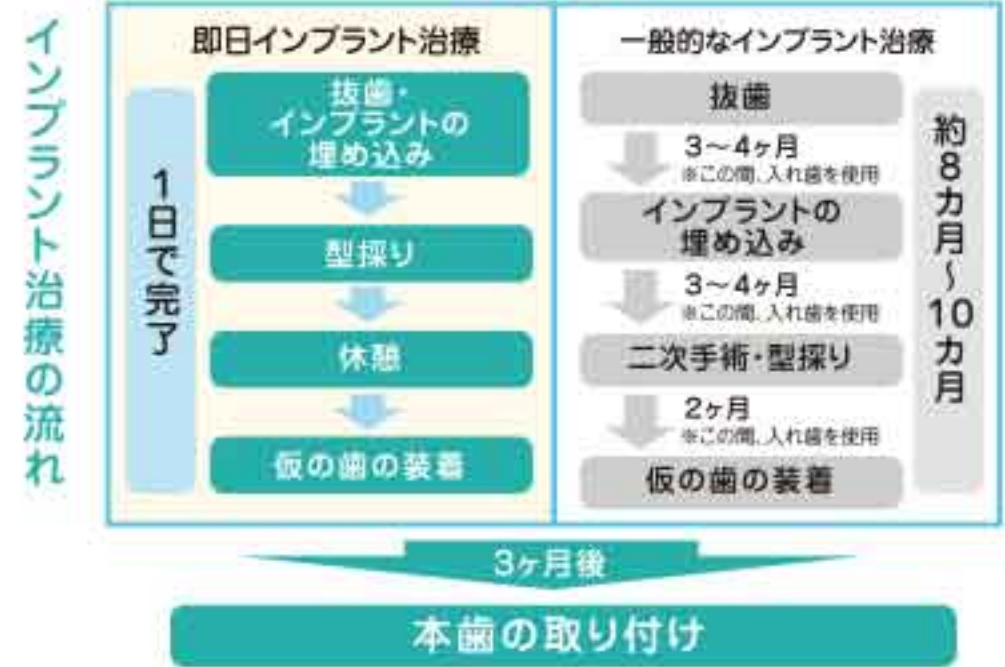 インプラント治療の流れ
即日インプラント治療
1日で完了
抜歯・
インプラントの
埋め込み
型採り
休憩
仮の歯の装着
一般的なインプラント治療
抜歯
3〜4ヶ月
※この間、入れ歯を使用
インプラントの
埋め込み
3〜4ヶ月
※この間、入れ歯を使用
二次手術・型採り
2ヶ月
※この間、入れ歯を使用
仮の歯の装着
約8カ月〜10カ月
3ヶ月後
本歯の取り付け